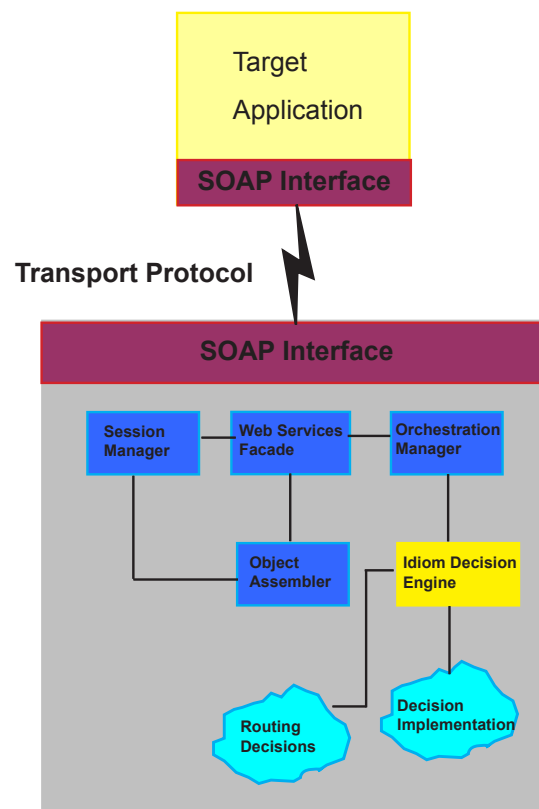 Target
Application
SOAP Interface
Transport Protocol
SOAP Interface
Session
Manager
Web Services
Facade
Orchestration
Manager
Object
Assembler
Idiom Decision
Engine
Routing
Decisions
Decision
Implementation